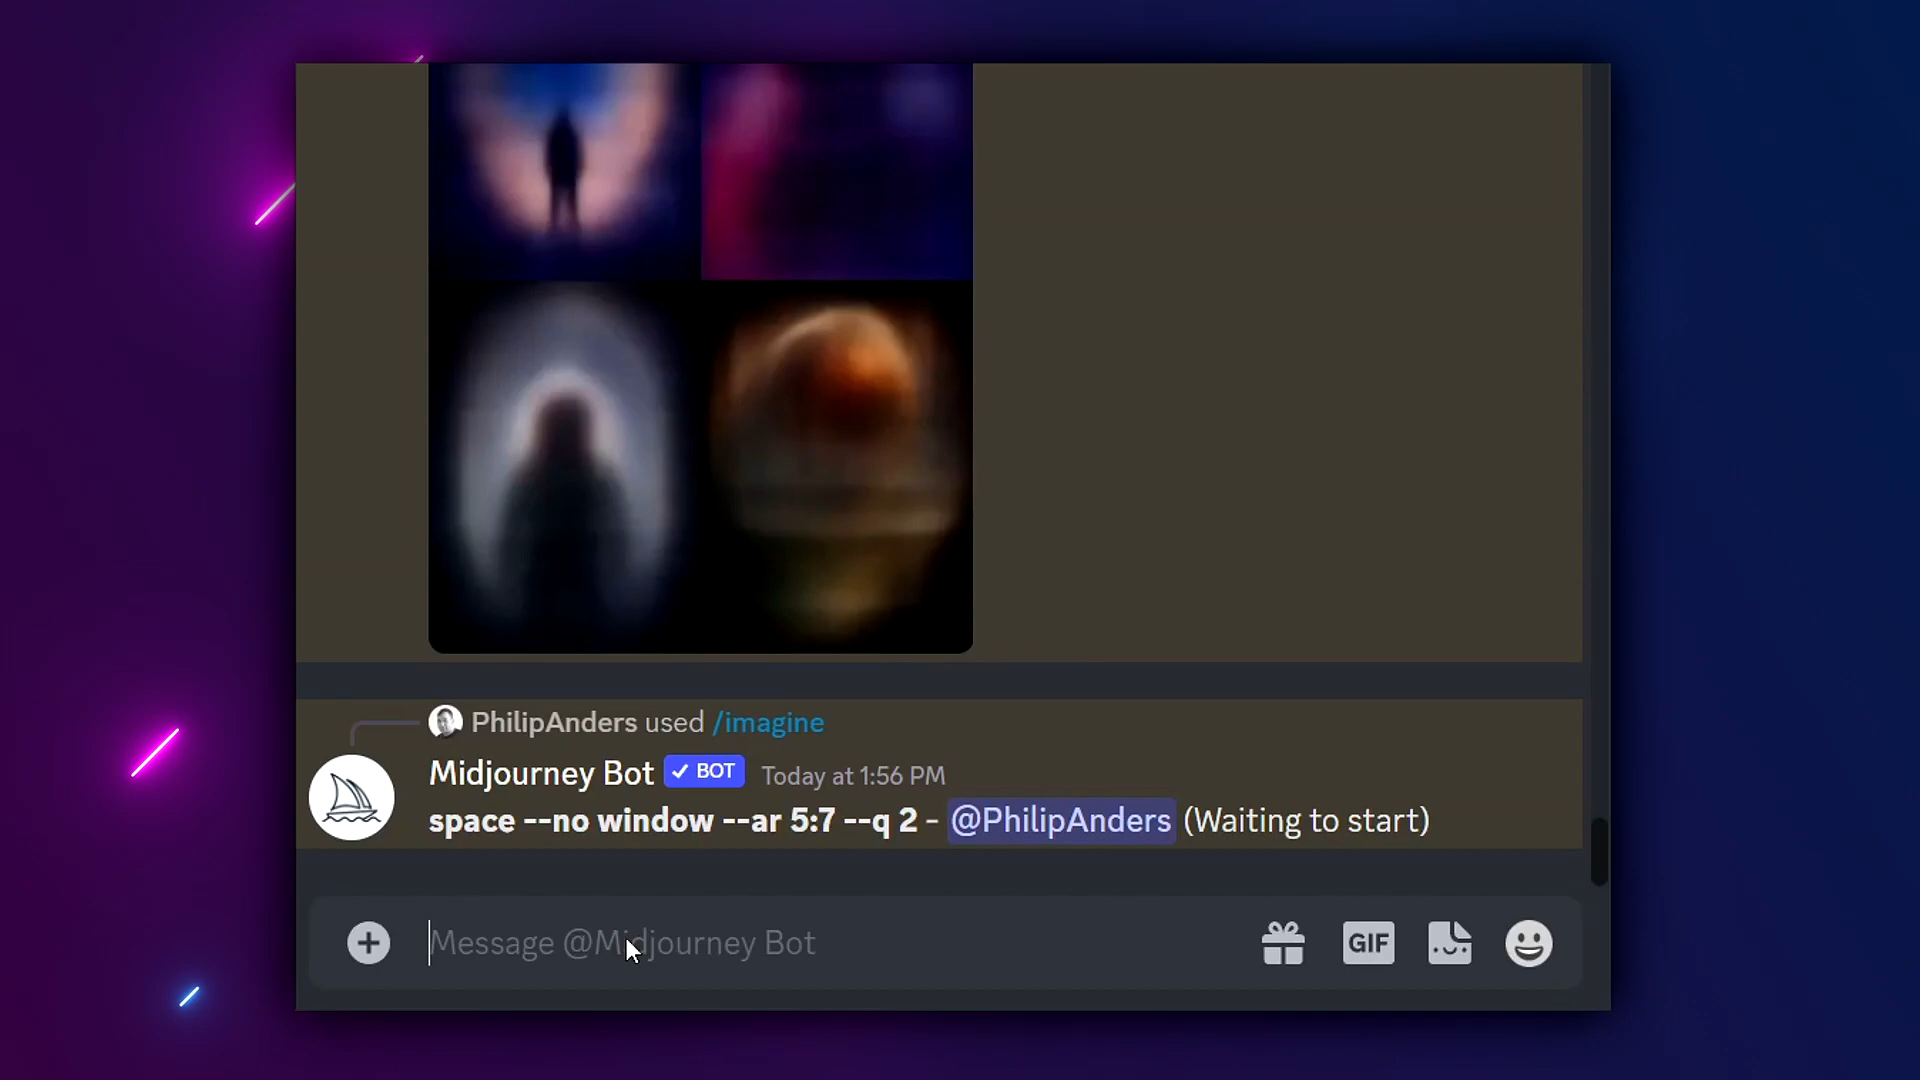 PhilipAnders used /imagine
Midjourney Bot ✓ BOT Today at 1:56 PM
space --no window --ar 5:7 --q 2 - @PhilipAnders (Waiting to start)
Message @Midjourney Bot
GIF